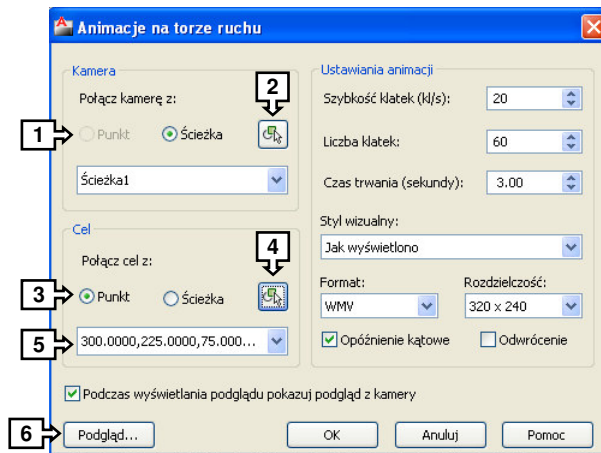 Animacje na torze ruchu
Kamera
Połącz kamerę z:
2
1
Punkt
Ścieżka
Ścieżka1
Cel
Połącz cel z:
4
3
Punkt
Ścieżka
5
300.0000,225.0000,75.000...
Ustawiania animacji
Szybkość klatek (kl/s):
20
Liczba klatek:
60
Czas trwania (sekundy):
3.00
Styl wizualny:
Jak wyświetlono
Format:
Rozdzielczość:
WMV
320 x 240
Opóźnienie kątowe
Odwrócenie
Podczas wyświetlania podglądu pokazuj podgląd z kamery
6
Podgląd...
OK
Anuluj
Pomoc